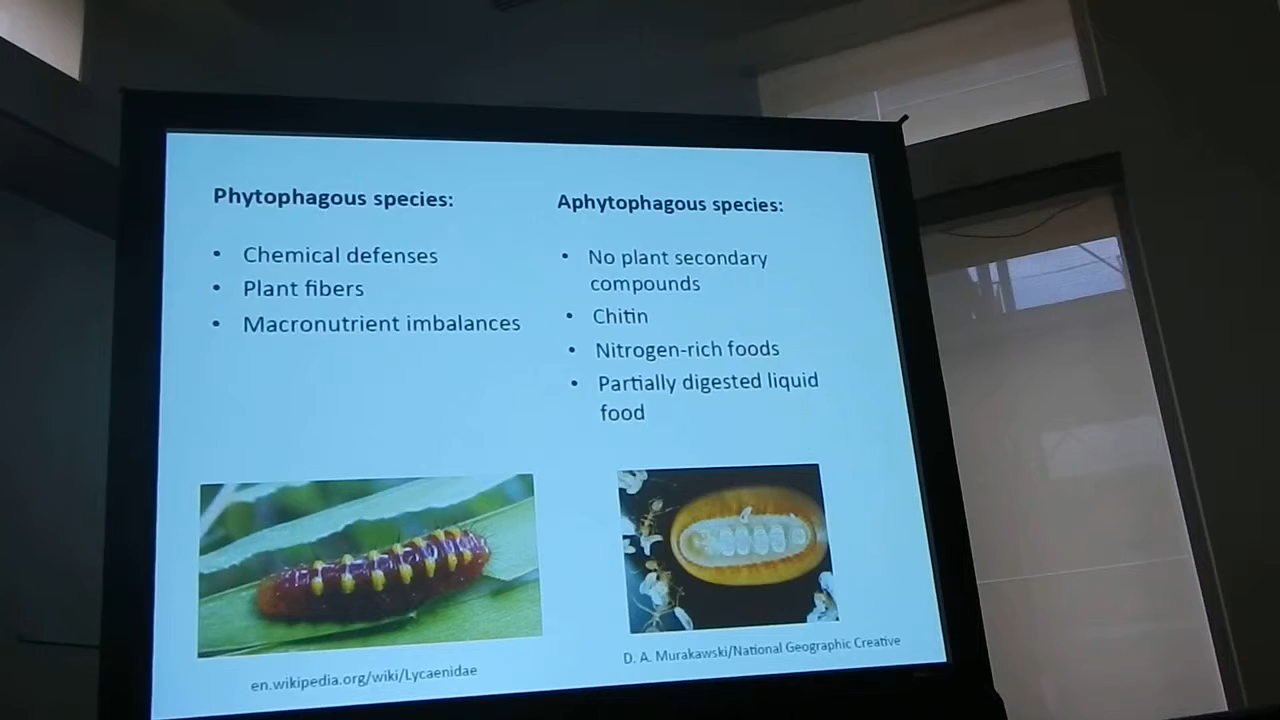 Phytophagous species:
• Chemical defenses
• Plant fibers
• Macronutrient imbalances
Aphytophagous species:
• No plant secondary
compounds
• Chitin
• Nitrogen-rich foods
• Partially digested liquid
food
en.wikipedia.org/wiki/Lycaenidae
D. A. Murakawski/National Geographic Creative